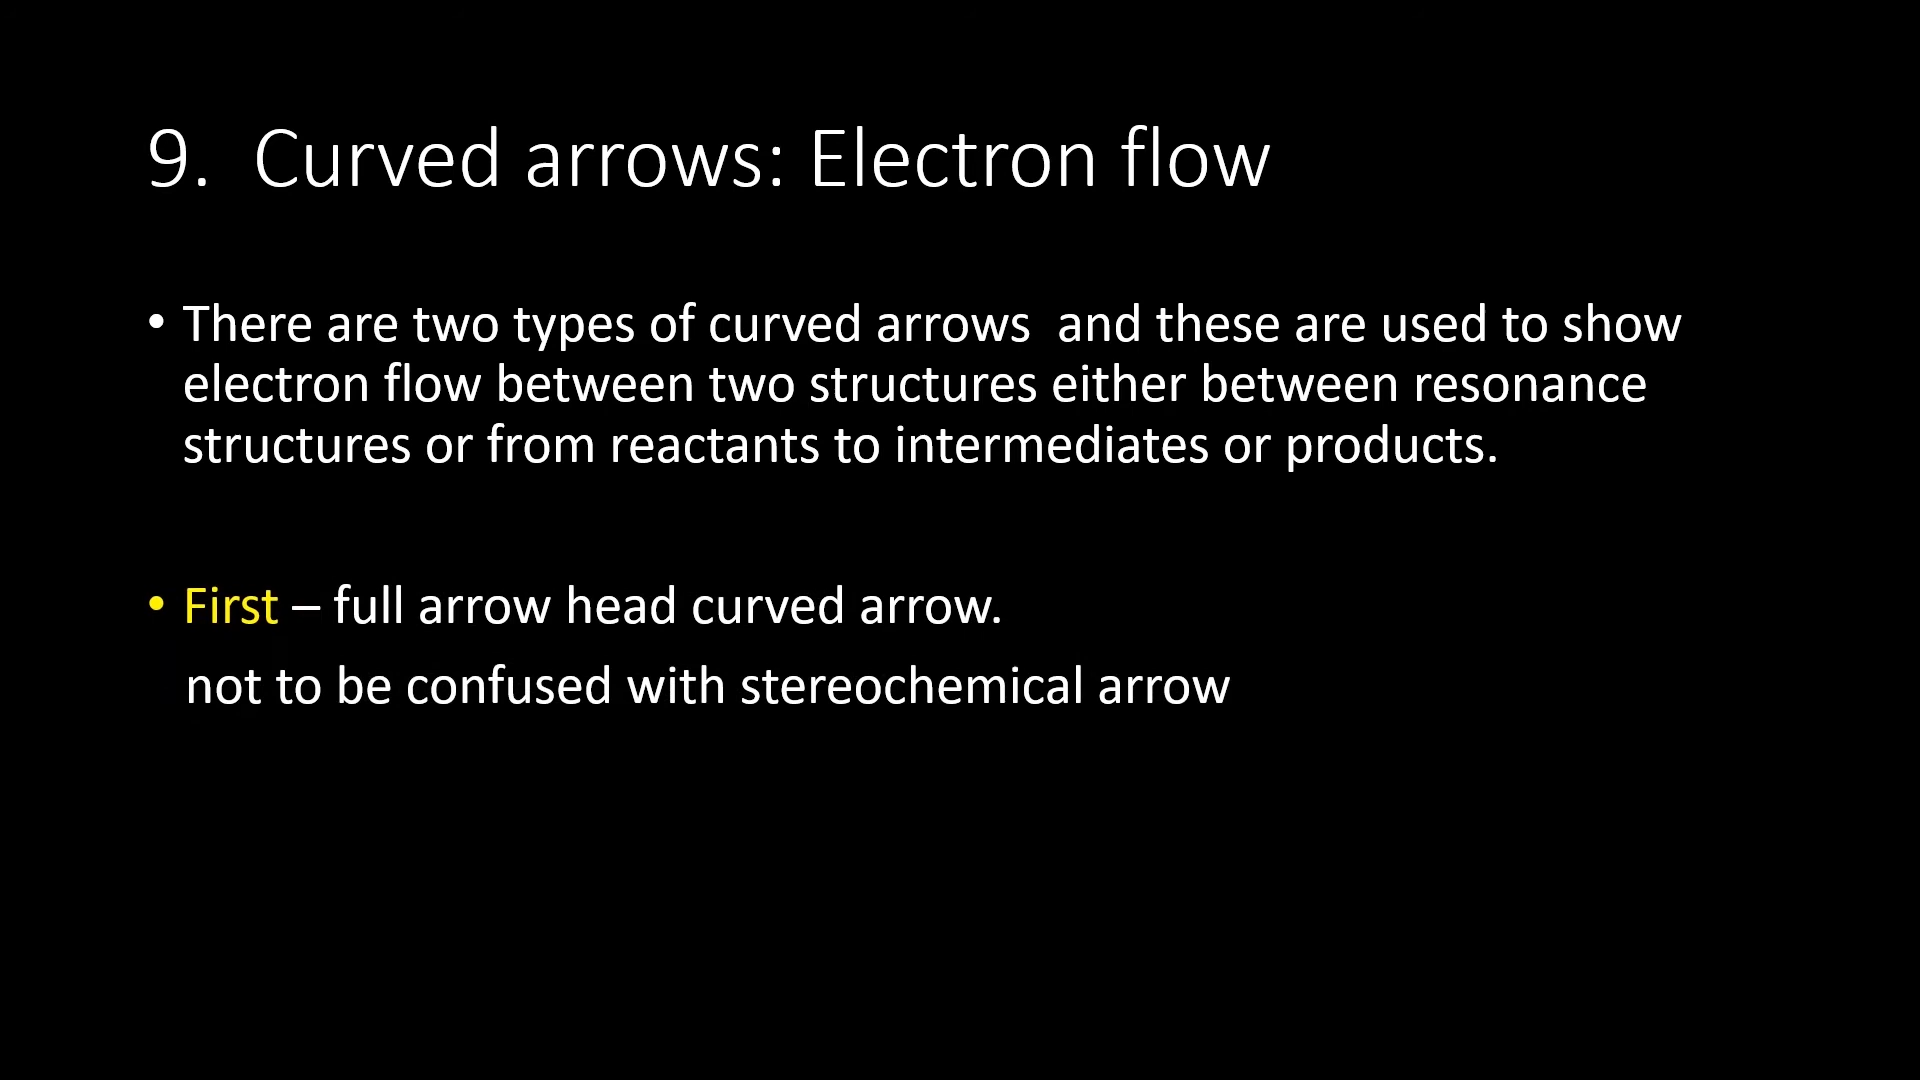 9.  Curved arrows: Electron flow
• There are two types of curved arrows  and these are used to show
electron flow between two structures either between resonance
structures or from reactants to intermediates or products.
• First – full arrow head curved arrow.
not to be confused with stereochemical arrow